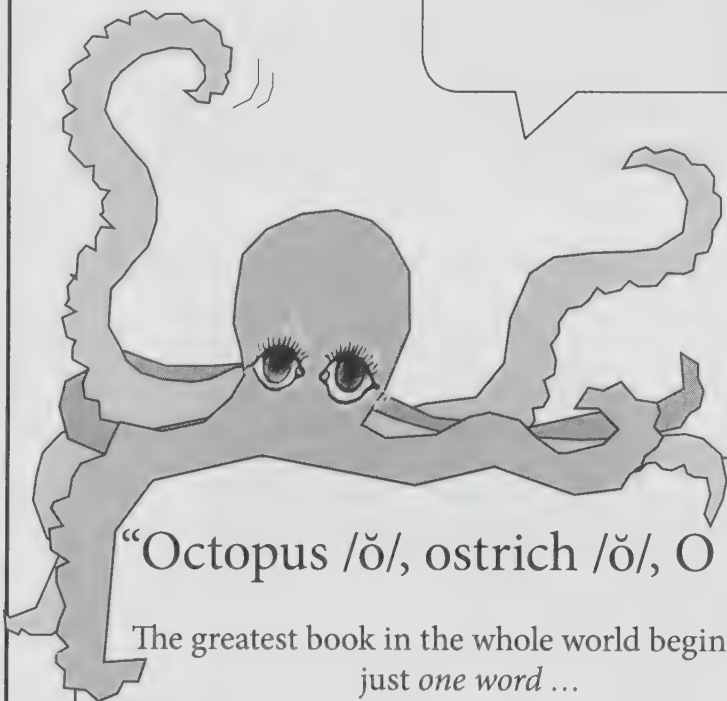 “Octopus /ŏ/, ostrich /ŏ/, O
The greatest book in the whole world begin
just one word …